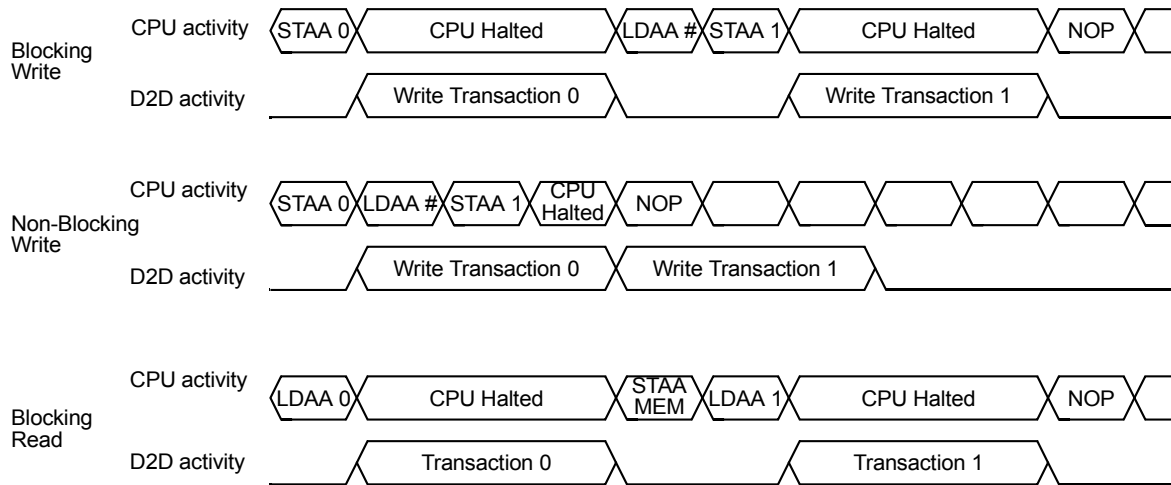 Blocking
Write
CPU activity
STAA 0 CPU Halted LDAA # STAA 1 CPU Halted NOP
D2D activity
Write Transaction 0 Write Transaction 1
Non-Blocking
Write
CPU activity
STAA 0 LDAA # STAA 1 CPU Halted NOP
D2D activity
Write Transaction 0 Write Transaction 1
Blocking
Read
CPU activity
LDAA 0 CPU Halted STAA MEM LDAA 1 CPU Halted NOP
D2D activity
Transaction 0 Transaction 1